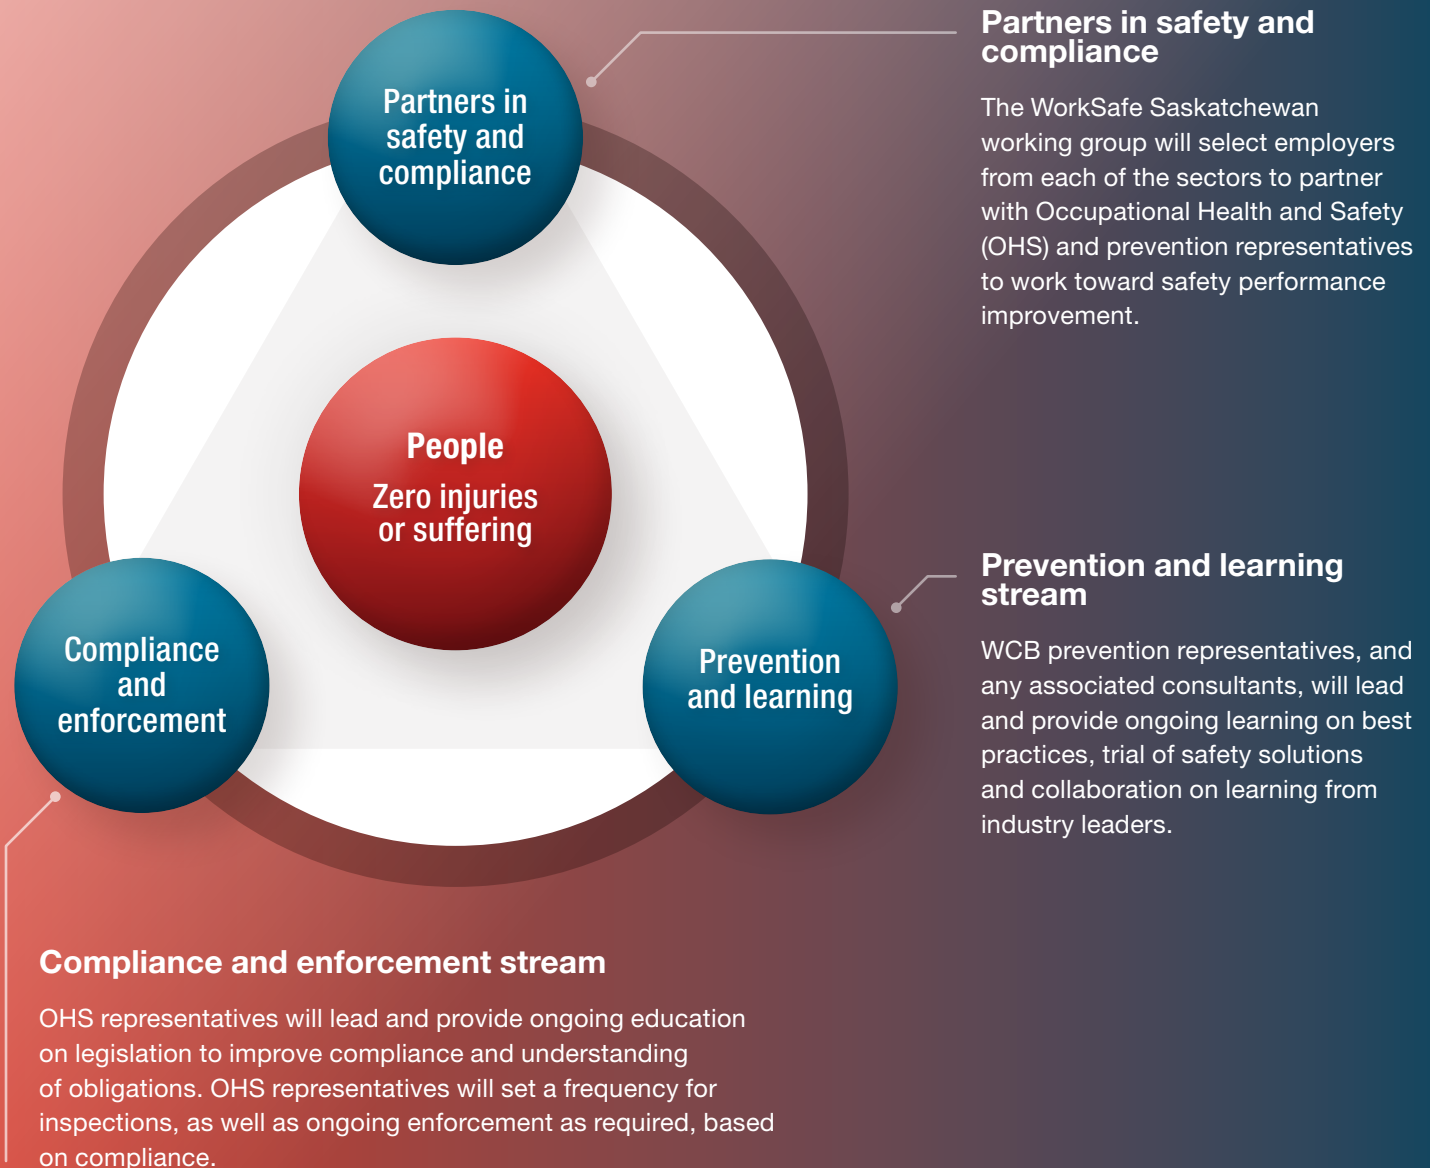 Partners in
safety and
compliance
People
Zero injuries
or suffering
Compliance
and
enforcement
Prevention
and learning
Partners in safety and
compliance
The WorkSafe Saskatchewan
working group will select employers
from each of the sectors to partner
with Occupational Health and Safety
(OHS) and prevention representatives
to work toward safety performance
improvement.
Prevention and learning
stream
WCB prevention representatives, and
any associated consultants, will lead
and provide ongoing learning on best
practices, trial of safety solutions
and collaboration on learning from
industry leaders.
Compliance and enforcement stream
OHS representatives will lead and provide ongoing education
on legislation to improve compliance and understanding
of obligations. OHS representatives will set a frequency for
inspections, as well as ongoing enforcement as required, based
on compliance.